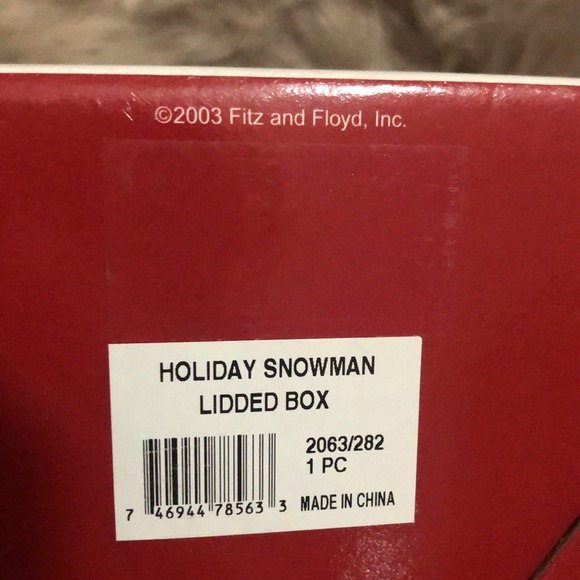 ©2003 Fitz and Floyd, Inc.
HOLIDAY SNOWMAN
LIDDED BOX
2063/282
1 PC
MADE IN CHINA
7 46944 78563 3